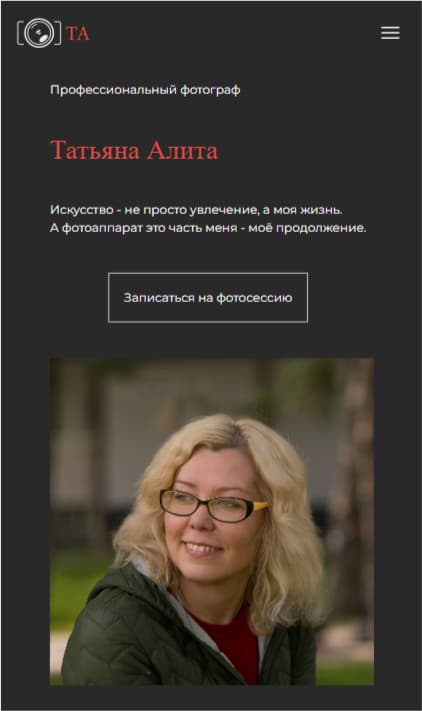 ТА
Профессиональный фотограф
Татьяна Алита
Искусство - не просто увлечение, а моя жизнь.
А фотоаппарат это часть меня - моё продолжение.
Записаться на фотосессию